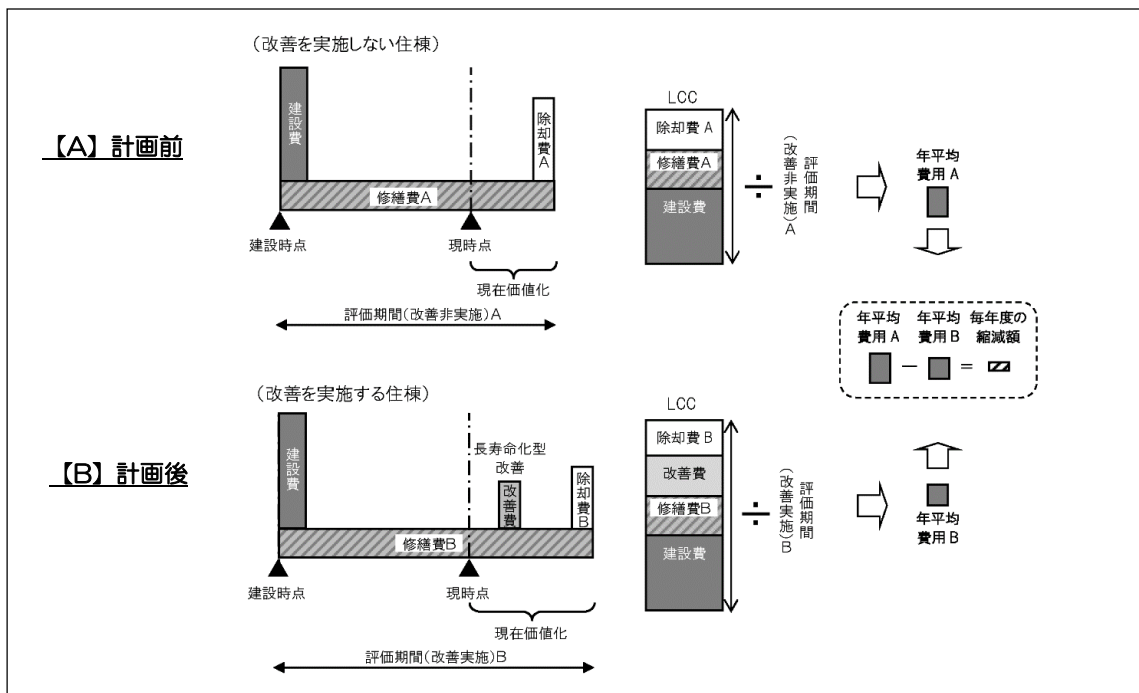 (改善を実施しない住棟)
【A】計画前
建設費
除却費A
修繕費A
建設時点
現時点
現在価値化
評価期間(改善非実施)A
LCC
除却費A
修繕費A
建設費
÷
評価期間
(改善非実施)A
年平均
費用A
年平均
費用A
年平均
費用B
毎年度の
縮減額
－
＝
(改善を実施する住棟)
【B】計画後
建設費
長寿命化型
改善
改善費
除却費B
修繕費B
建設時点
現時点
現在価値化
評価期間(改善実施)B
LCC
除却費B
改善費
修繕費B
建設費
÷
評価期間
(改善実施)B
年平均
費用B